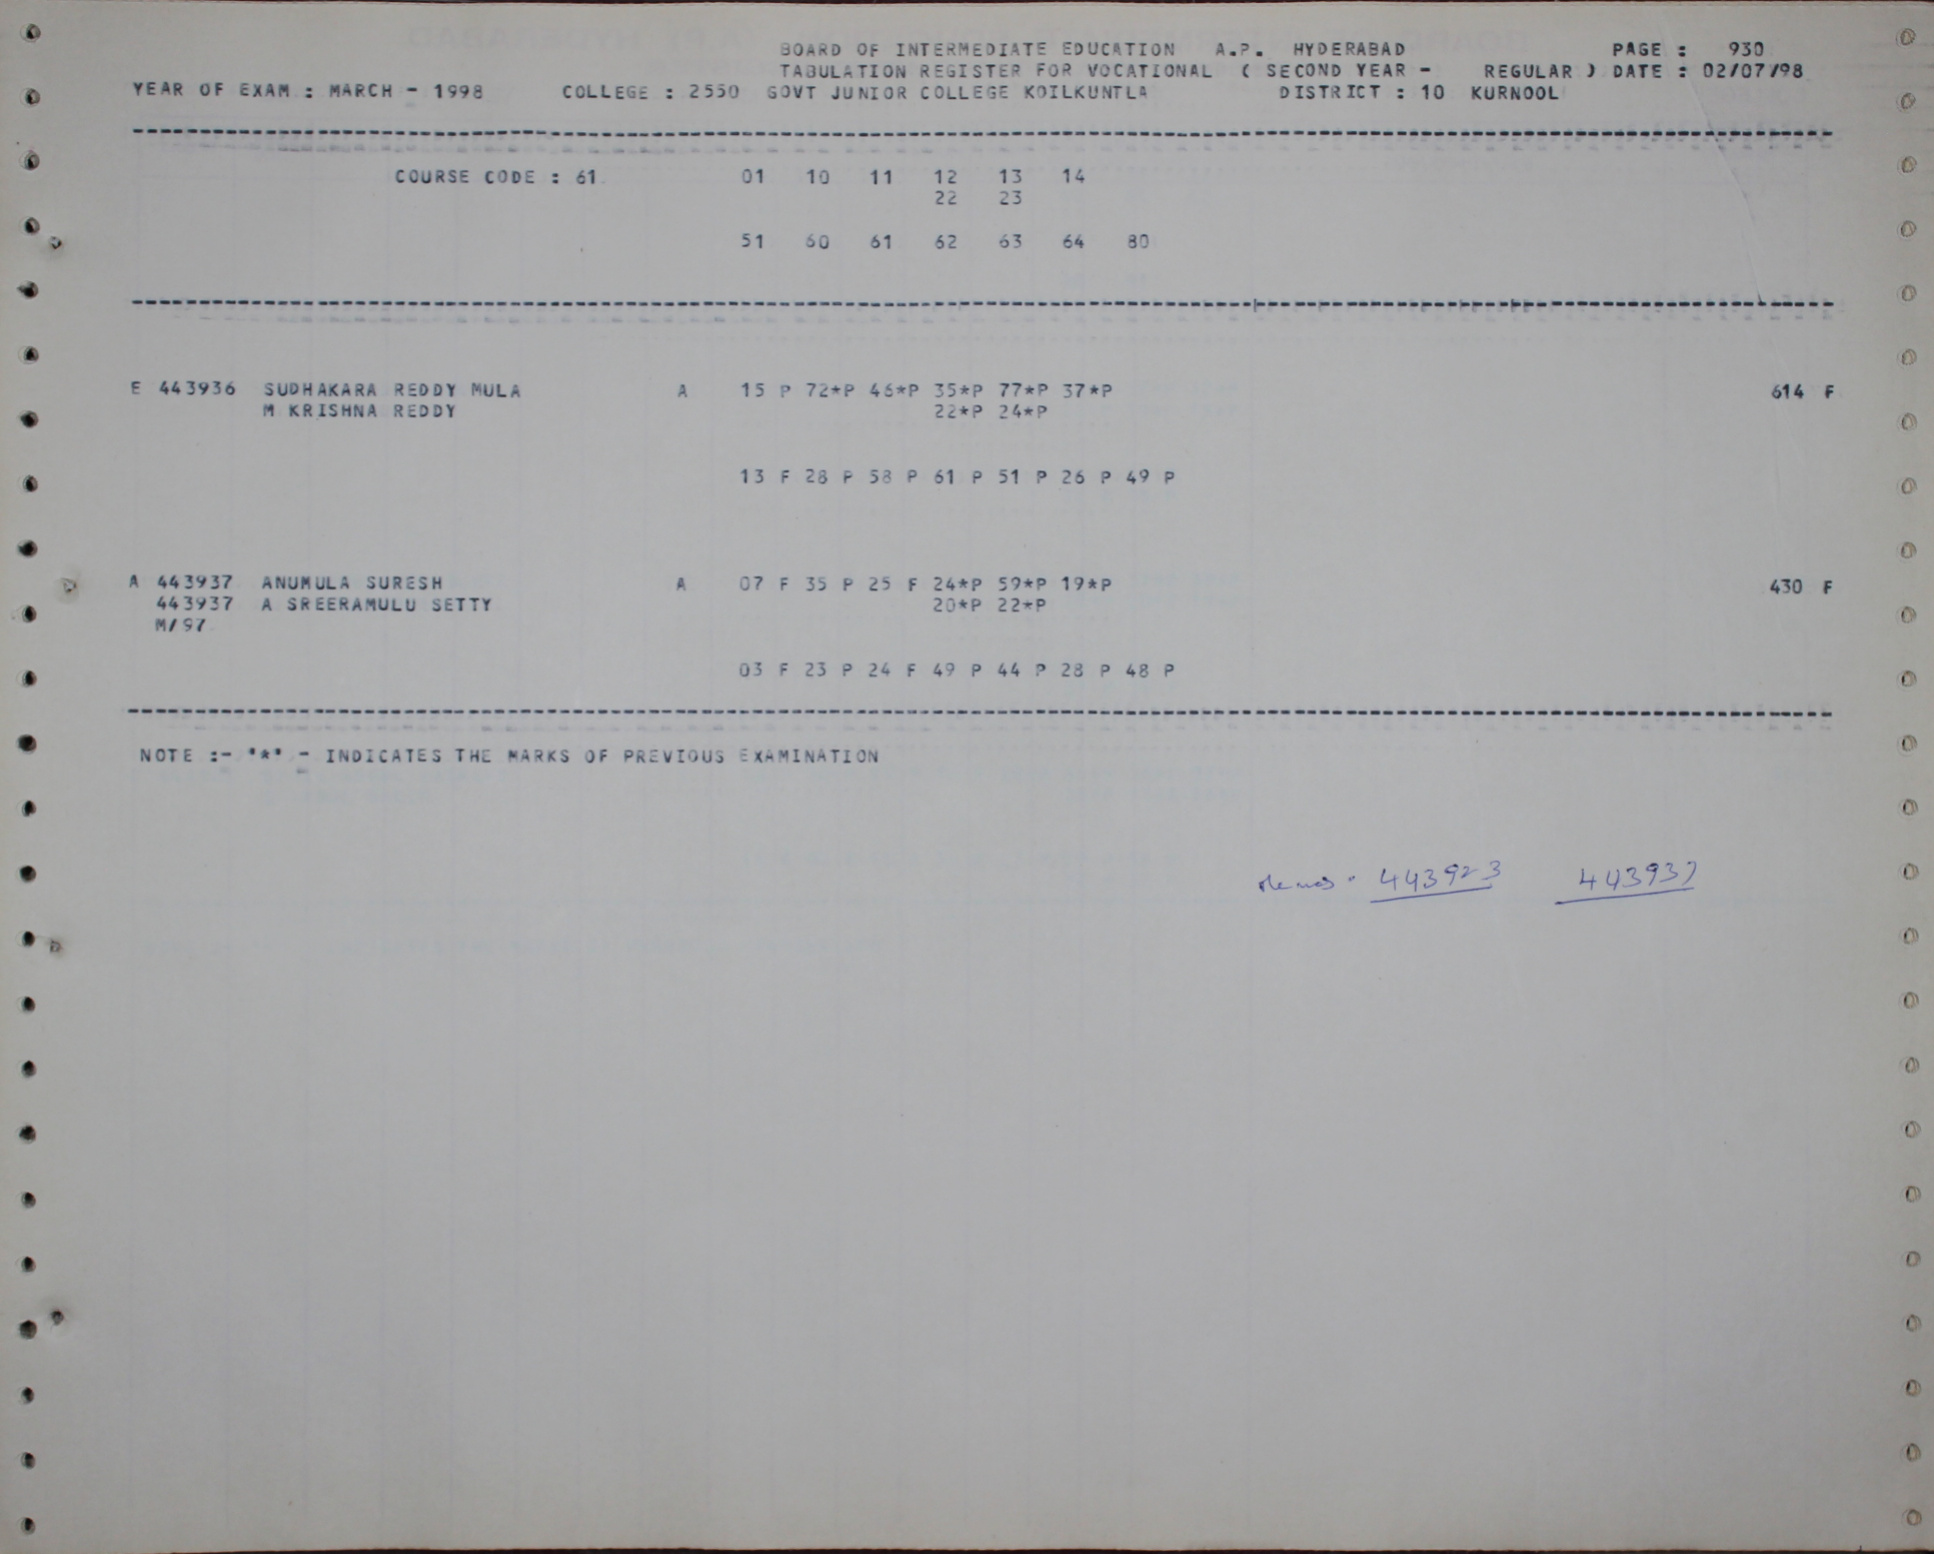 BOARD OF INTERMEDIATE EDUCATION A.P. HYDERABAD PAGE : 930
TABULATION REGISTER FOR VOCATIONAL ( SECOND YEAR - REGULAR ) DATE : 02/07/98
YEAR OF EXAM : MARCH - 1998 COLLEGE : 2550 GOVT JUNIOR COLLEGE KOILKUNTLA DISTRICT : 10 KURNOOL
COURSE CODE : 61 01 10 11 12 13 14
22 23
51 60 61 62 63 64 80
E 443936 SUDHAKARA REDDY MULA A 15 P 72*P 46*P 35*P 77*P 37*P 614 F
M KRISHNA REDDY 22*P 24*P
13 F 28 P 58 P 61 P 51 P 26 P 49 P
A 443937 ANUMULA SURESH A 07 F 35 P 25 F 24*P 59*P 19*P 430 F
443937 A SREERAMULU SETTY 20*P 22*P
M/97
03 F 23 P 24 F 49 P 44 P 28 P 48 P
NOTE :- "*" - INDICATES THE MARKS OF PREVIOUS EXAMINATION
443923 443937